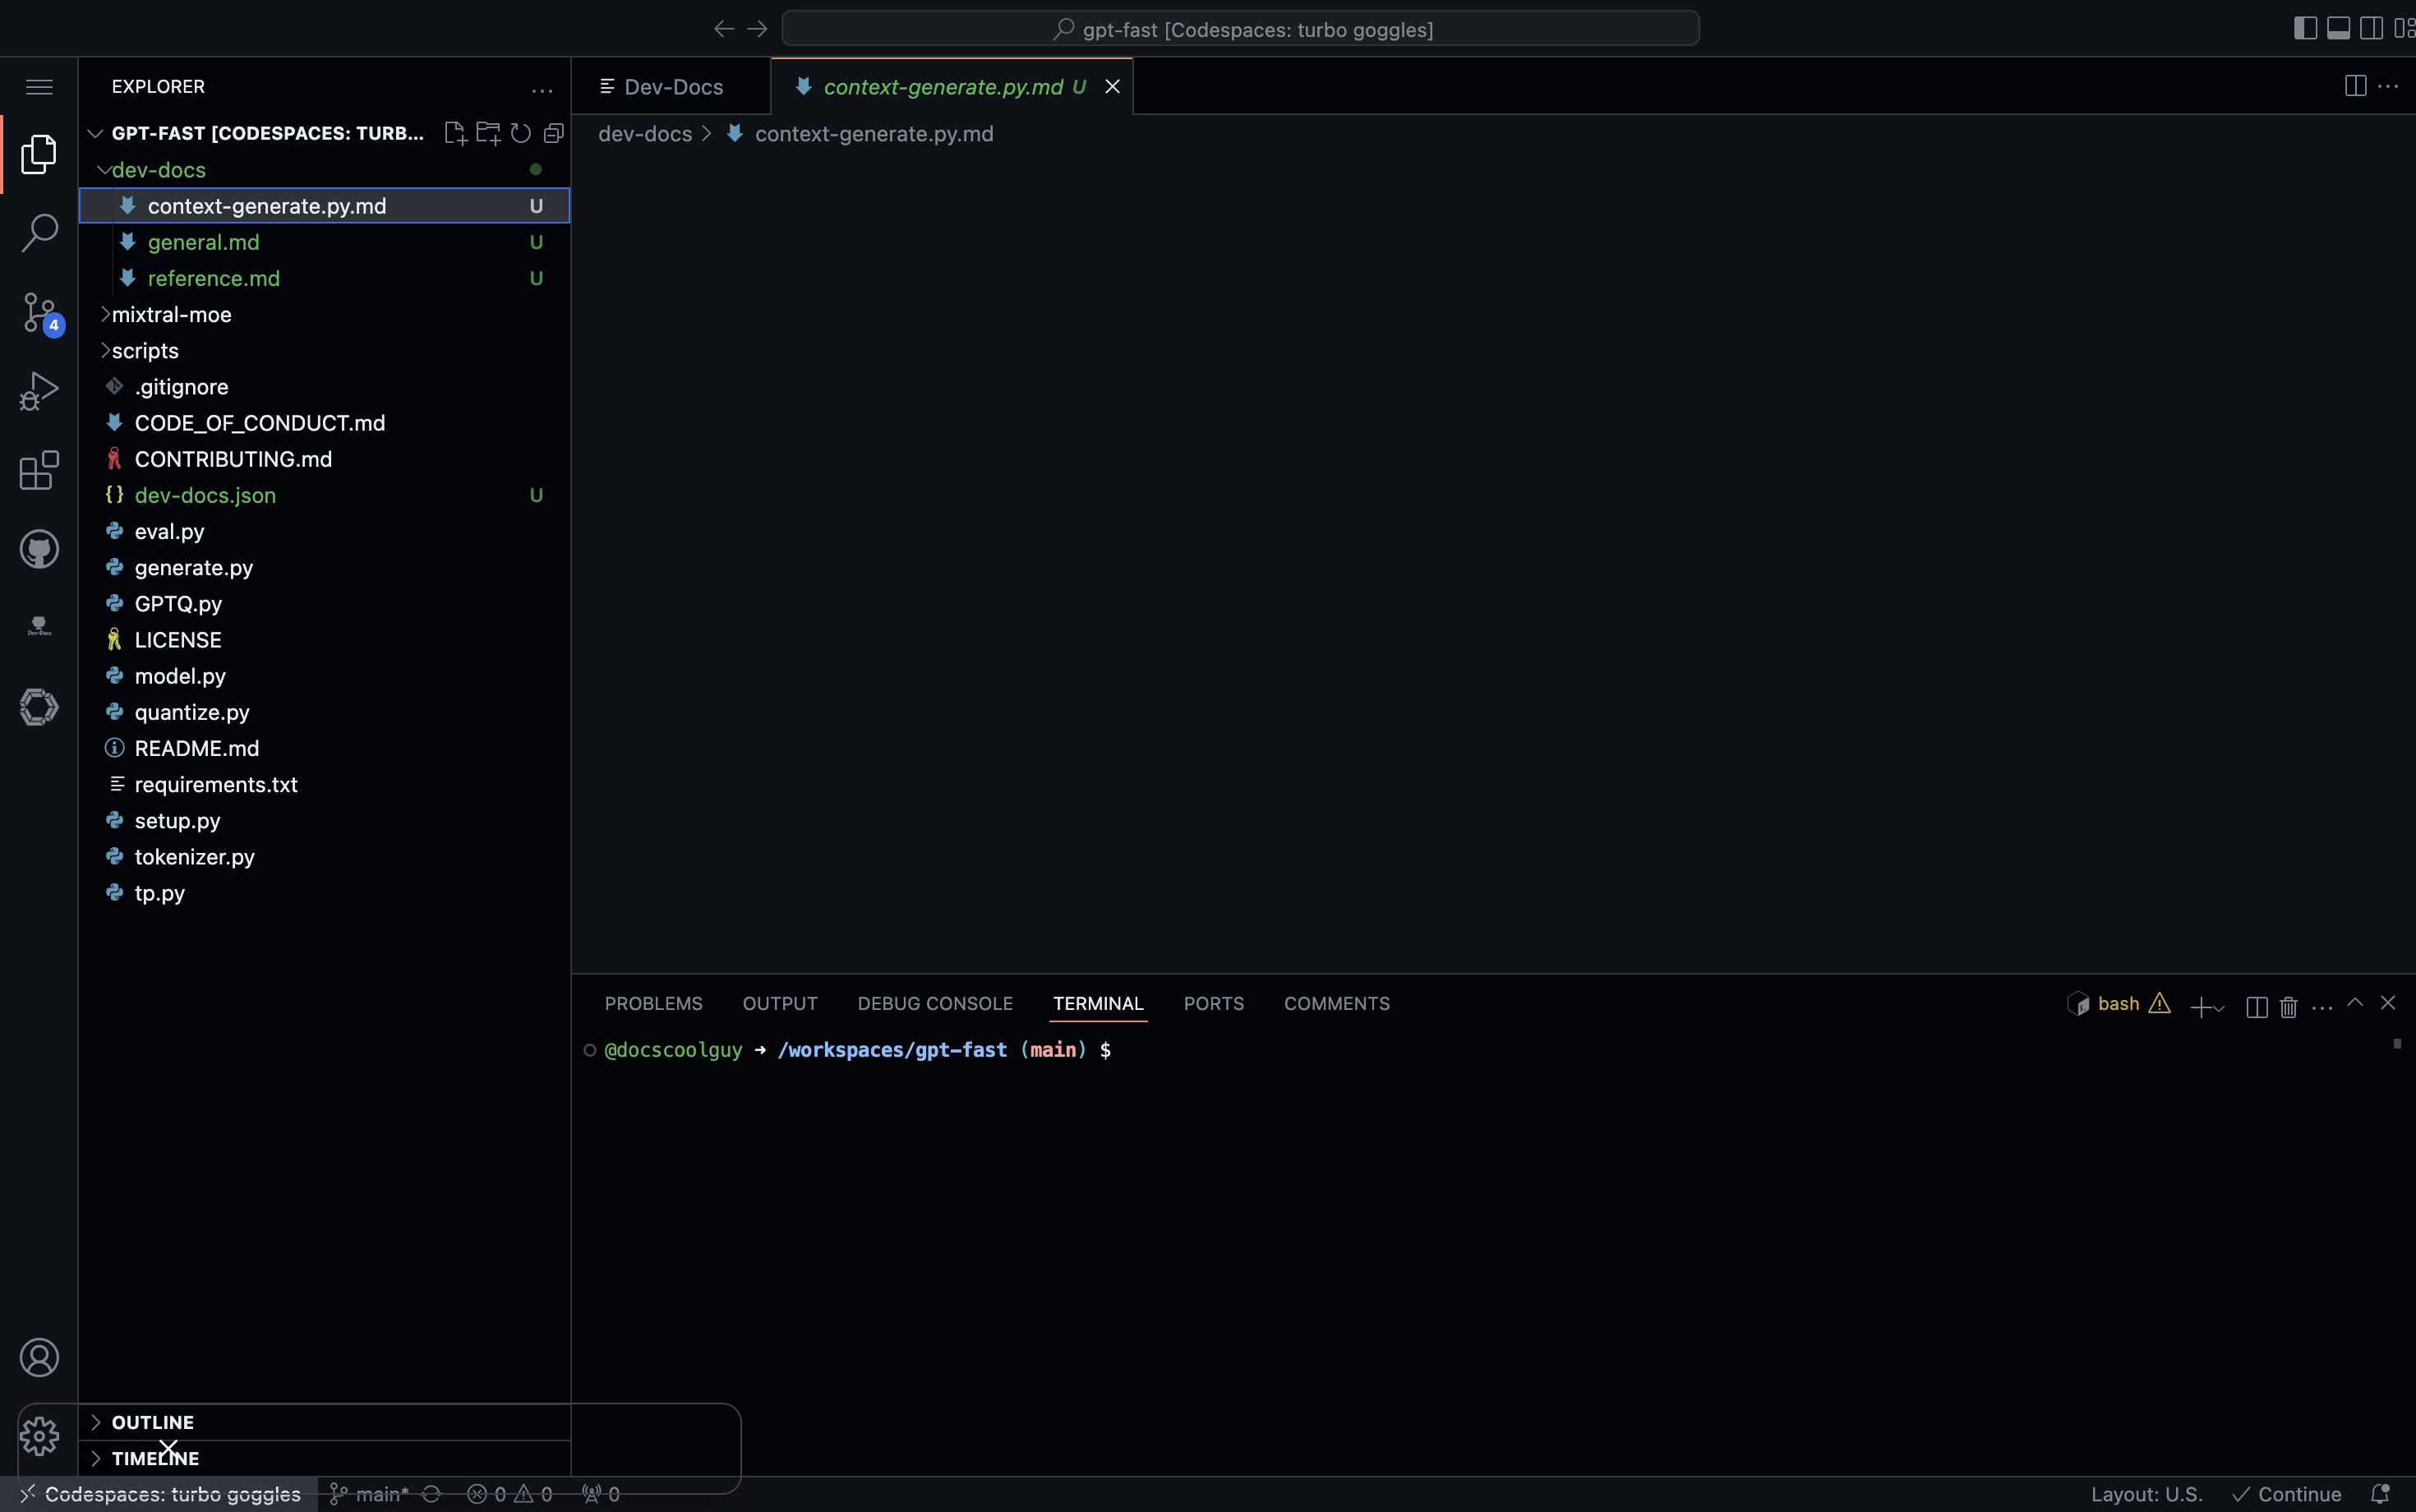 gpt-fast [Codespaces: turbo goggles]
EXPLORER
GPT-FAST [CODESPACES: TURB...
dev-docs
context-generate.py.md U
general.md U
reference.md U
mixtral-moe
scripts
.gitignore
CODE_OF_CONDUCT.md
CONTRIBUTING.md
dev-docs.json U
eval.py
generate.py
GPTQ.py
LICENSE
model.py
quantize.py
README.md
requirements.txt
setup.py
tokenizer.py
tp.py
OUTLINE
TIMELINE
4
Dev-Docs
Dev-Docs
context-generate.py.md U
dev-docs > context-generate.py.md
PROBLEMS OUTPUT DEBUG CONSOLE TERMINAL PORTS COMMENTS
bash
@docscoolguy → /workspaces/gpt-fast (main) $
Codespaces: turbo goggles main* 0 0 0
Layout: U.S. Continue